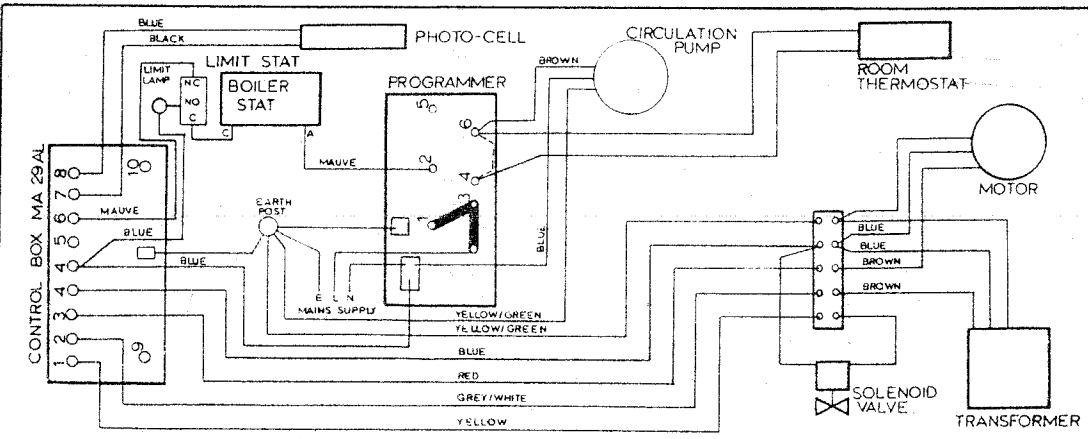 BLUE
BLACK
PHOTO-CELL
CIRCULATION
PUMP
ROOM
THERMOSTAT
LIMIT STAT
LIMIT
LAMP
NC
NO
C
BOILER
STAT
C
A
PROGRAMMER
BROWN
5
6
2
4
3
1
MAUVE
MOTOR
CONTROL BOX MA 29 AL
8
7
6
5
4
4
3
2
1
10
9
MAUVE
BLUE
BLUE
EARTH
POST
E L N
MAINS SUPPLY
BLUE
BLUE
BLUE
BROWN
BROWN
YELLOW/GREEN
YELLOW/GREEN
BLUE
RED
GREY/WHITE
YELLOW
SOLENOID
VALVE
TRANSFORMER